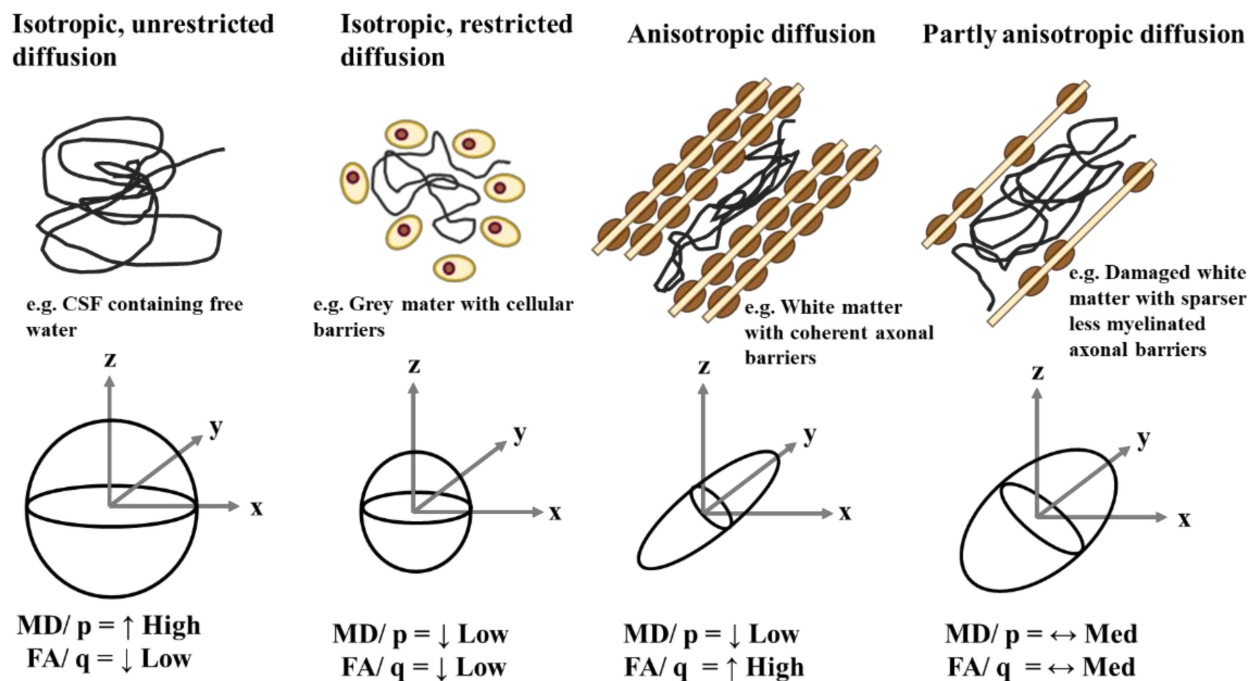 Isotropic, unrestricted
diffusion
Isotropic, restricted
diffusion
Anisotropic diffusion
Partly anisotropic diffusion
e.g. CSF containing free
water
e.g. Grey mater with cellular
barriers
e.g. White matter
with coherent axonal
barriers
e.g. Damaged white
matter with sparser
less myelinated
axonal barriers
z
y
x
z
y
x
z
y
x
z
y
x
MD/ p = ↑ High
FA/ q = ↓ Low
MD/ p = ↓ Low
FA/ q = ↓ Low
MD/ p = ↓ Low
FA/ q = ↑ High
MD/ p = ↔ Med
FA/ q = ↔ Med